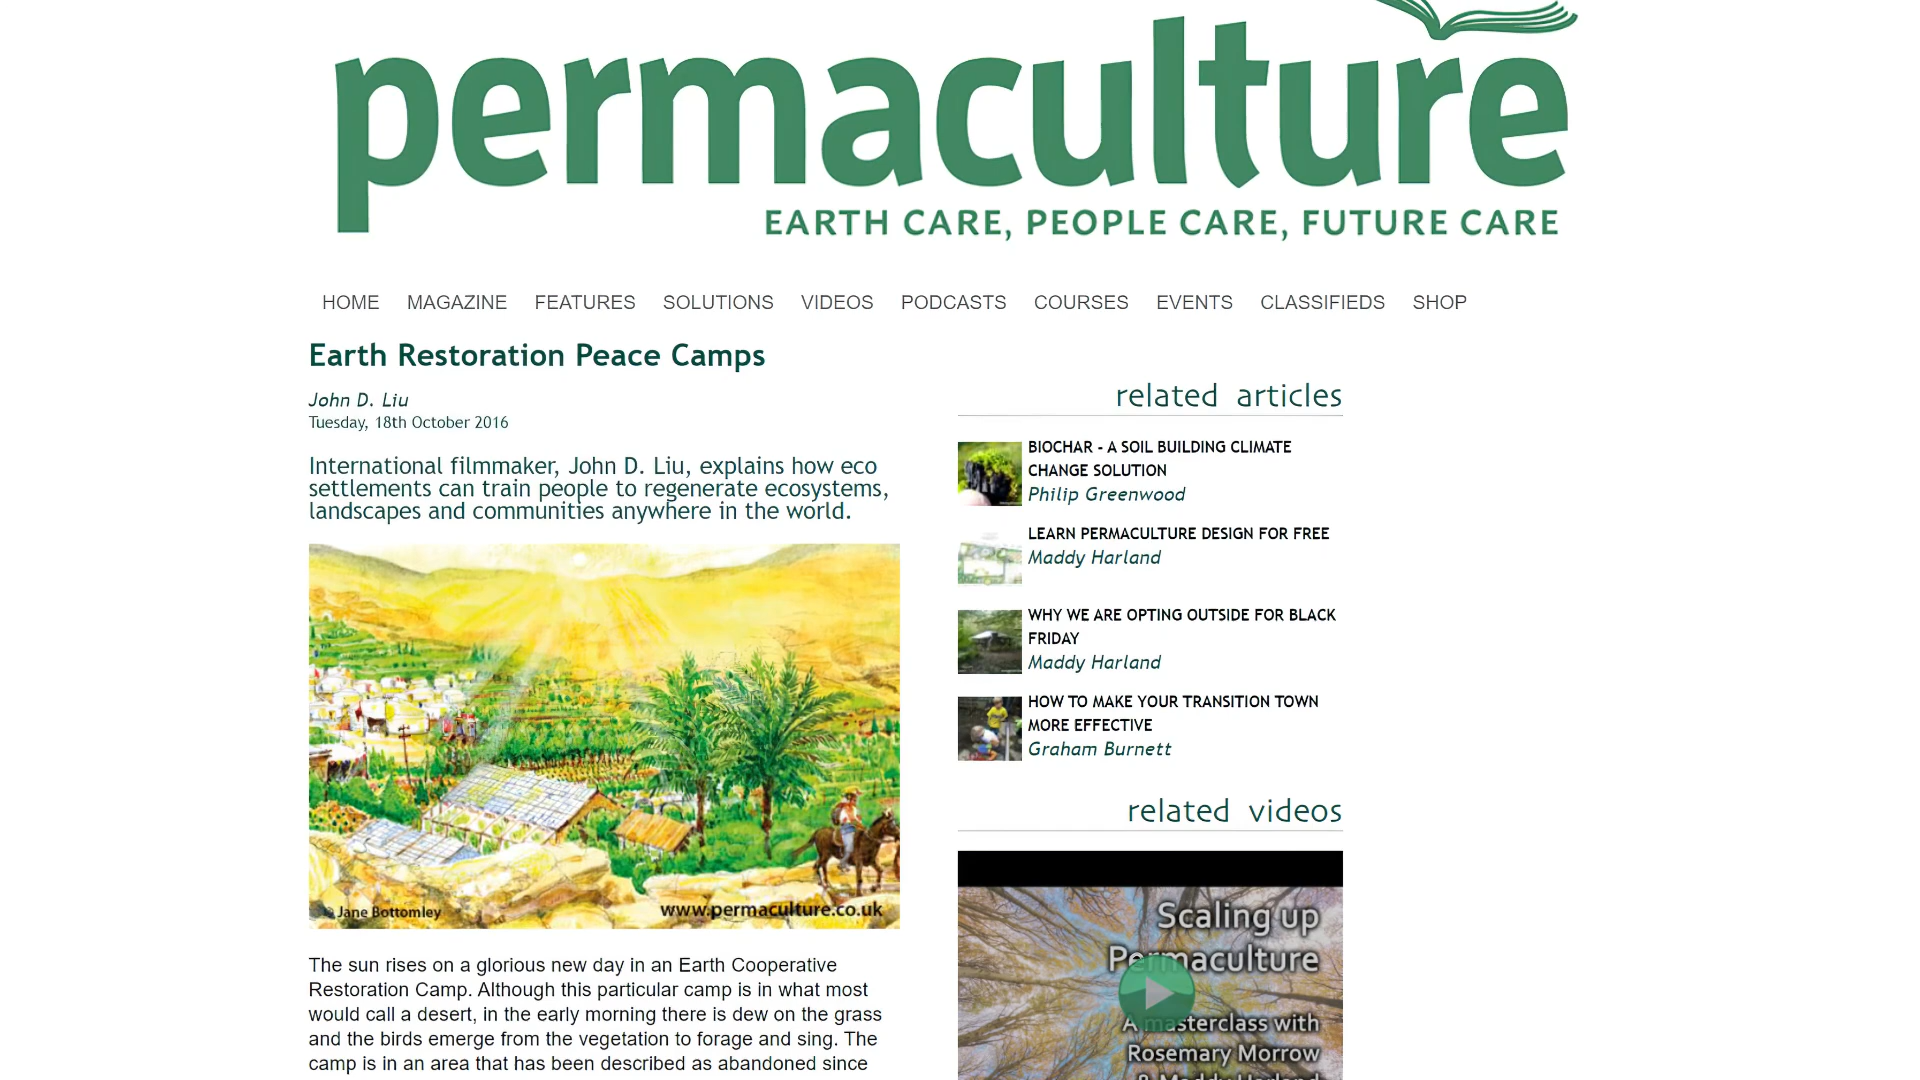 permaculture
EARTH CARE, PEOPLE CARE, FUTURE CARE
HOME MAGAZINE FEATURES SOLUTIONS VIDEOS PODCASTS COURSES EVENTS CLASSIFIEDS SHOP
Earth Restoration Peace Camps
John D. Liu
Tuesday, 18th October 2016
International filmmaker, John D. Liu, explains how eco
settlements can train people to regenerate ecosystems,
landscapes and communities anywhere in the world.
© Jane Bottomley
www.permaculture.co.uk
The sun rises on a glorious new day in an Earth Cooperative
Restoration Camp. Although this particular camp is in what most
would call a desert, in the early morning there is dew on the grass
and the birds emerge from the vegetation to forage and sing. The
camp is in an area that has been described as abandoned since
related articles
BIOCHAR - A SOIL BUILDING CLIMATE
CHANGE SOLUTION
Philip Greenwood
LEARN PERMACULTURE DESIGN FOR FREE
Maddy Harland
WHY WE ARE OPTING OUTSIDE FOR BLACK
FRIDAY
Maddy Harland
HOW TO MAKE YOUR TRANSITION TOWN
MORE EFFECTIVE
Graham Burnett
related videos
Scaling up
Permaculture
A masterclass with
Rosemary Morrow
& Maddy Harland